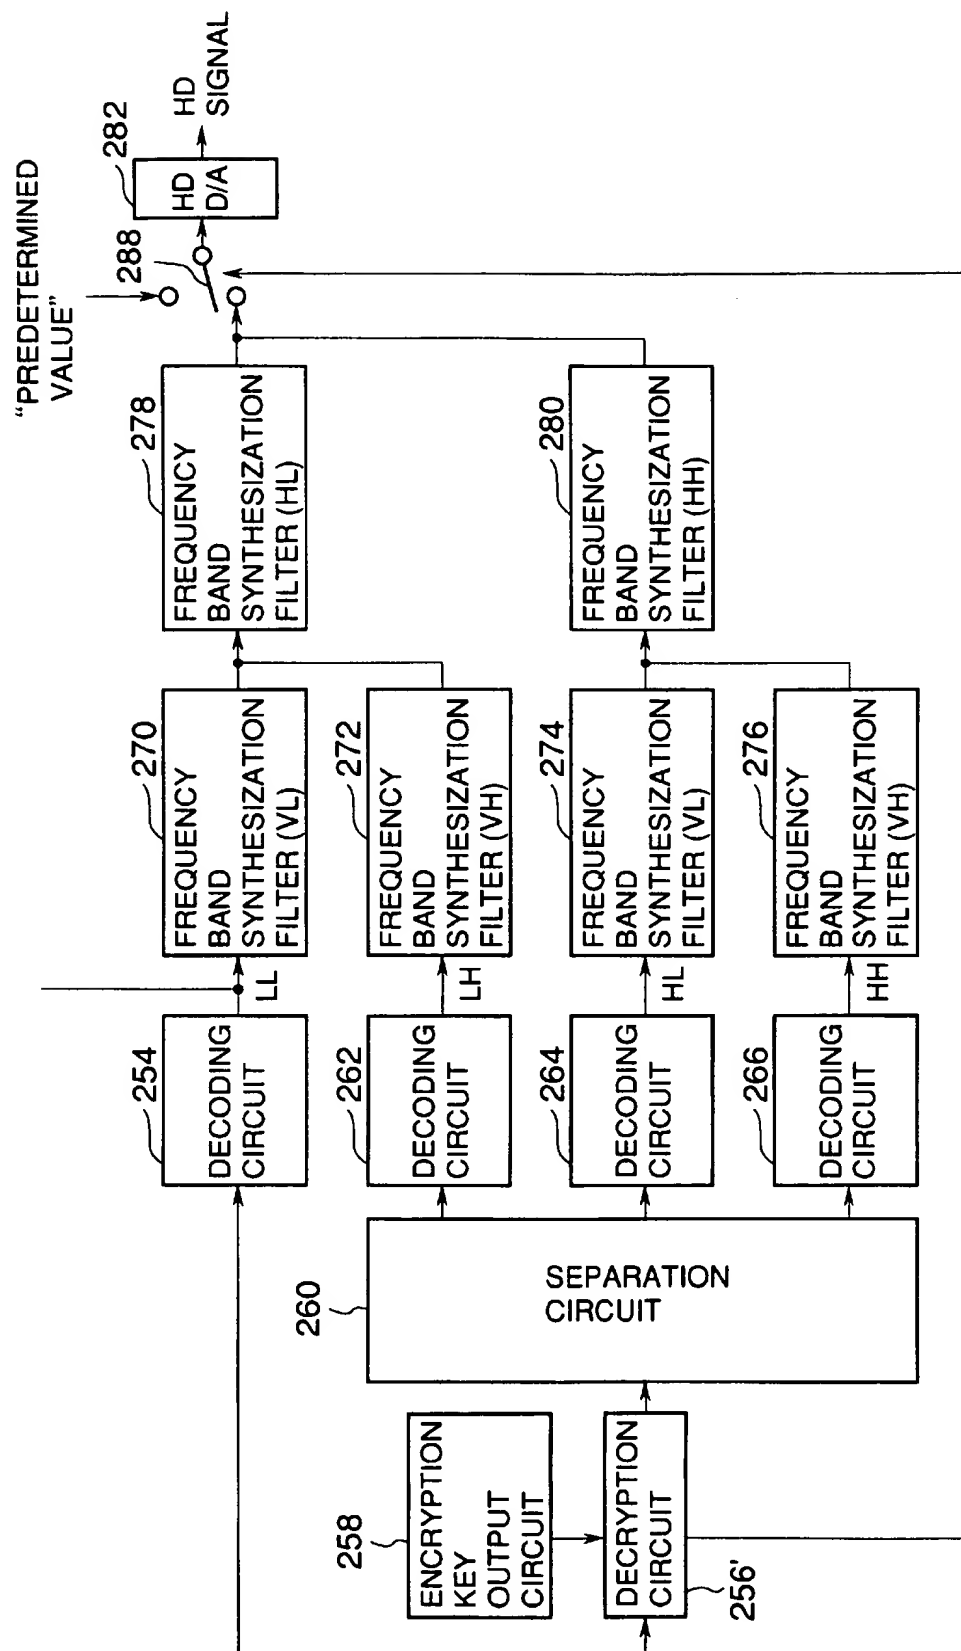 "PREDETERMINED
VALUE"
288
282
HD
D/A
HD
SIGNAL
254
DECODING
CIRCUIT
LL
270
FREQUENCY
BAND
SYNTHESIZATION
FILTER (VL)
278
FREQUENCY
BAND
SYNTHESIZATION
FILTER (HL)
262
DECODING
CIRCUIT
LH
272
FREQUENCY
BAND
SYNTHESIZATION
FILTER (VH)
258
ENCRYPTION
KEY
OUTPUT
CIRCUIT
260
SEPARATION
CIRCUIT
264
DECODING
CIRCUIT
HL
274
FREQUENCY
BAND
SYNTHESIZATION
FILTER (VL)
280
FREQUENCY
BAND
SYNTHESIZATION
FILTER (HH)
DECRYPTION
CIRCUIT
256'
266
DECODING
CIRCUIT
HH
276
FREQUENCY
BAND
SYNTHESIZATION
FILTER (VH)